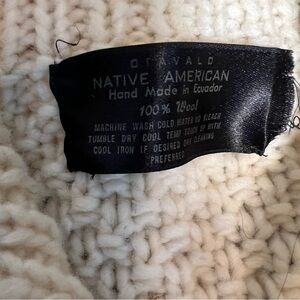 OTAVALO
NATIVE AMERICAN
Hand Made in Ecuador
100% Wool
MACHINE WASH COLD WATER NO BLEACH
TUMBLE DRY COOL TEMP TOUCH UP WITH
COOL IRON IF DESIRED DRY CLEANING
PREFERRED